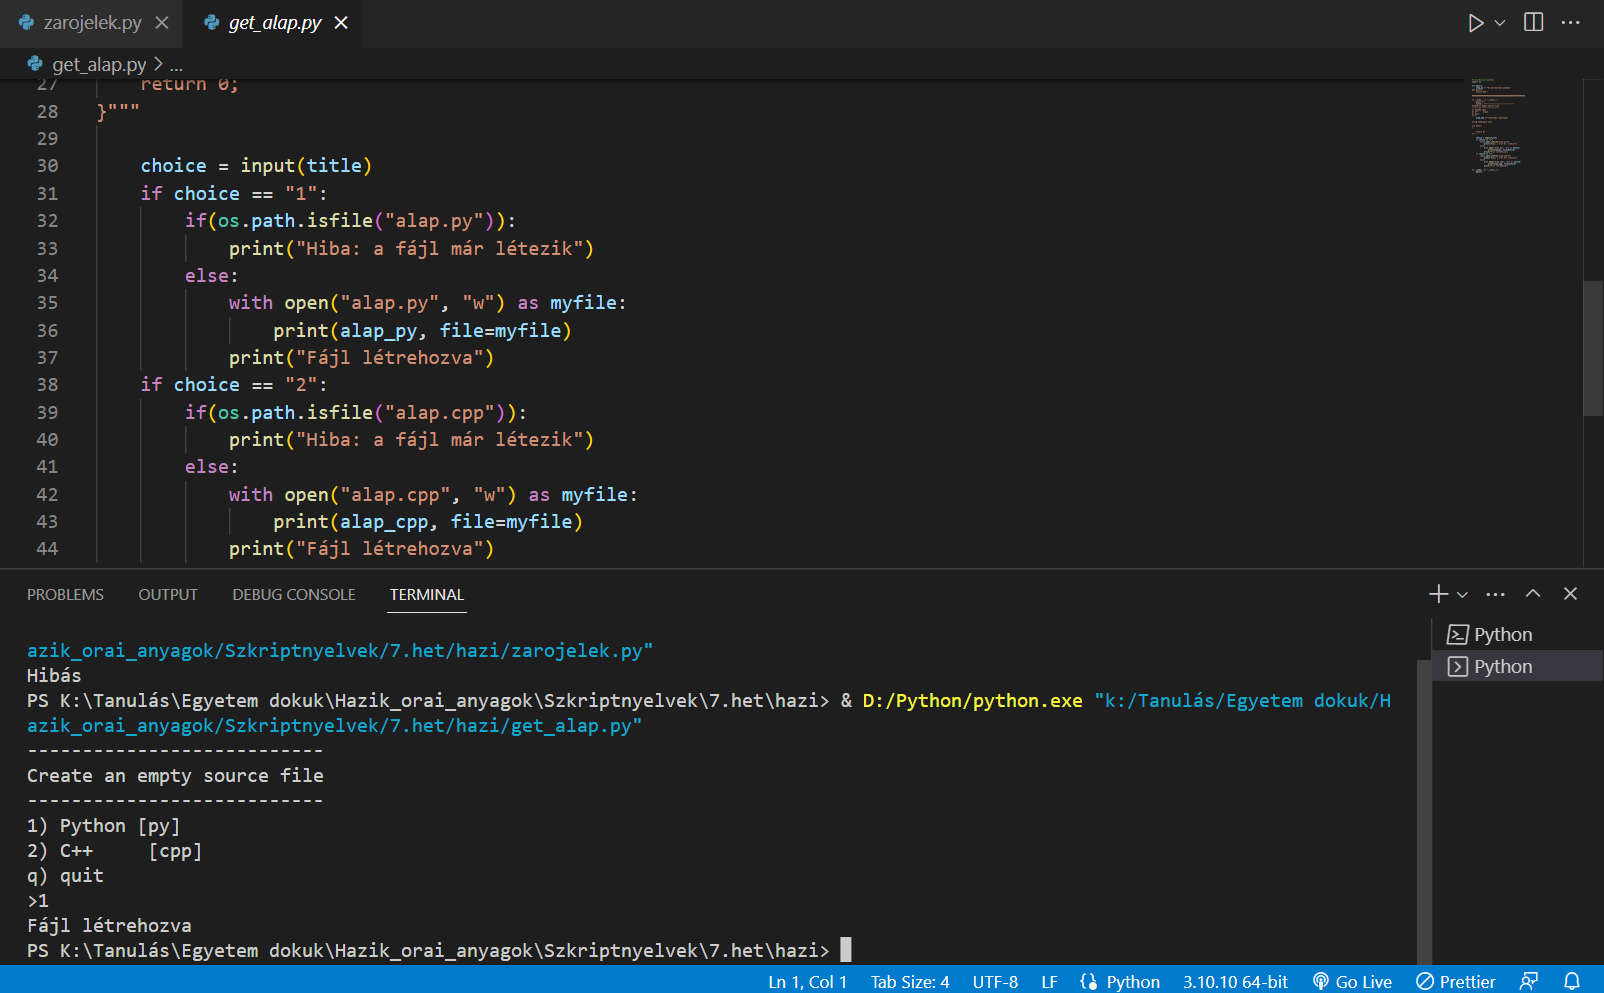 zarojelek.py
get_alap.py
get_alap.py > ...
27 return 0;
28 }"""
29
30 choice = input(title)
31 if choice == "1":
32 if(os.path.isfile("alap.py")):
33 print("Hiba: a fájl már létezik")
34 else:
35 with open("alap.py", "w") as myfile:
36 print(alap_py, file=myfile)
37 print("Fájl létrehozva")
38 if choice == "2":
39 if(os.path.isfile("alap.cpp")):
40 print("Hiba: a fájl már létezik")
41 else:
42 with open("alap.cpp", "w") as myfile:
43 print(alap_cpp, file=myfile)
44 print("Fájl létrehozva")
PROBLEMS OUTPUT DEBUG CONSOLE TERMINAL
azik_orai_anyagok/Szkriptnyelvek/7.het/hazi/zarojelek.py"
Hibás
PS K:\Tanulás\Egyetem dokuk\Hazik_orai_anyagok\Szkriptnyelvek\7.het\hazi> & D:/Python/python.exe "k:/Tanulás/Egyetem dokuk/H
azik_orai_anyagok/Szkriptnyelvek/7.het/hazi/get_alap.py"
---------------------------
Create an empty source file
---------------------------
1) Python [py]
2) C++ [cpp]
q) quit
>1
Fájl létrehozva
PS K:\Tanulás\Egyetem dokuk\Hazik_orai_anyagok\Szkriptnyelvek\7.het\hazi>
Python
Python
Ln 1, Col 1 Tab Size: 4 UTF-8 LF Python 3.10.10 64-bit Go Live Prettier